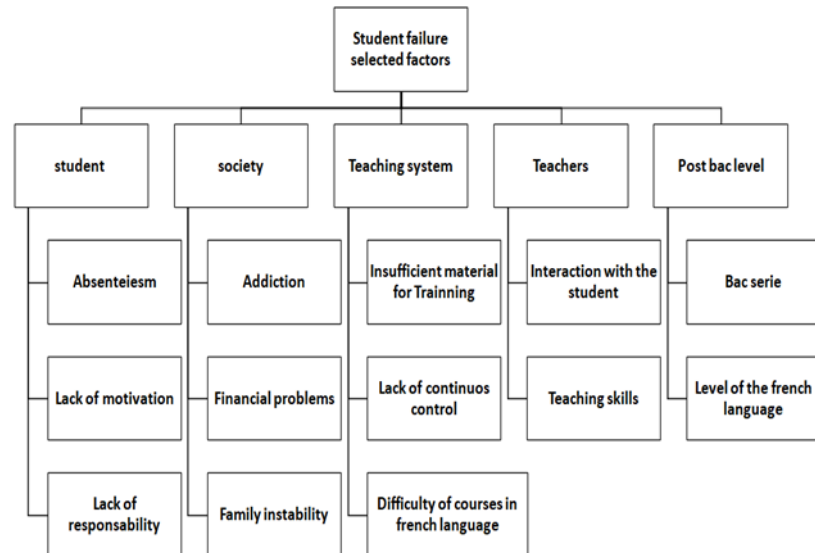 Student failure
selected factors
student
society
Teaching system
Teachers
Post bac level
Absenteiesm
Addiction
Insufficient material
for Trainning
Interaction with the
student
Bac serie
Lack of motivation
Financial problems
Lack of continuos
control
Teaching skills
Level of the french
language
Lack of
responsability
Family instability
Difficulty of courses in
french language